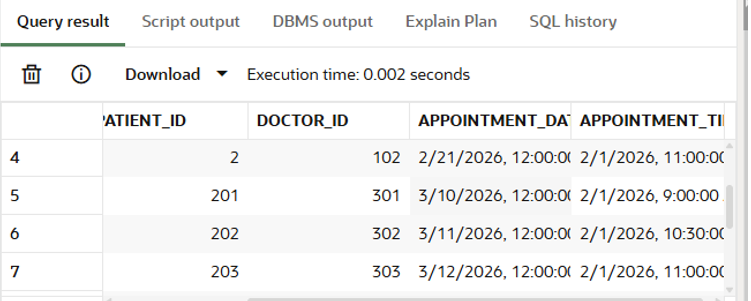 Query result Script output DBMS output Explain Plan SQL history
Download Execution time: 0.002 seconds
PATIENT_ID DOCTOR_ID APPOINTMENT_DAT APPOINTMENT_TI
4 2 102 2/21/2026, 12:00:00 2/1/2026, 11:00:00
5 201 301 3/10/2026, 12:00:00 2/1/2026, 9:00:00
6 202 302 3/11/2026, 12:00:00 2/1/2026, 10:30:00
7 203 303 3/12/2026, 12:00:00 2/1/2026, 11:00:00